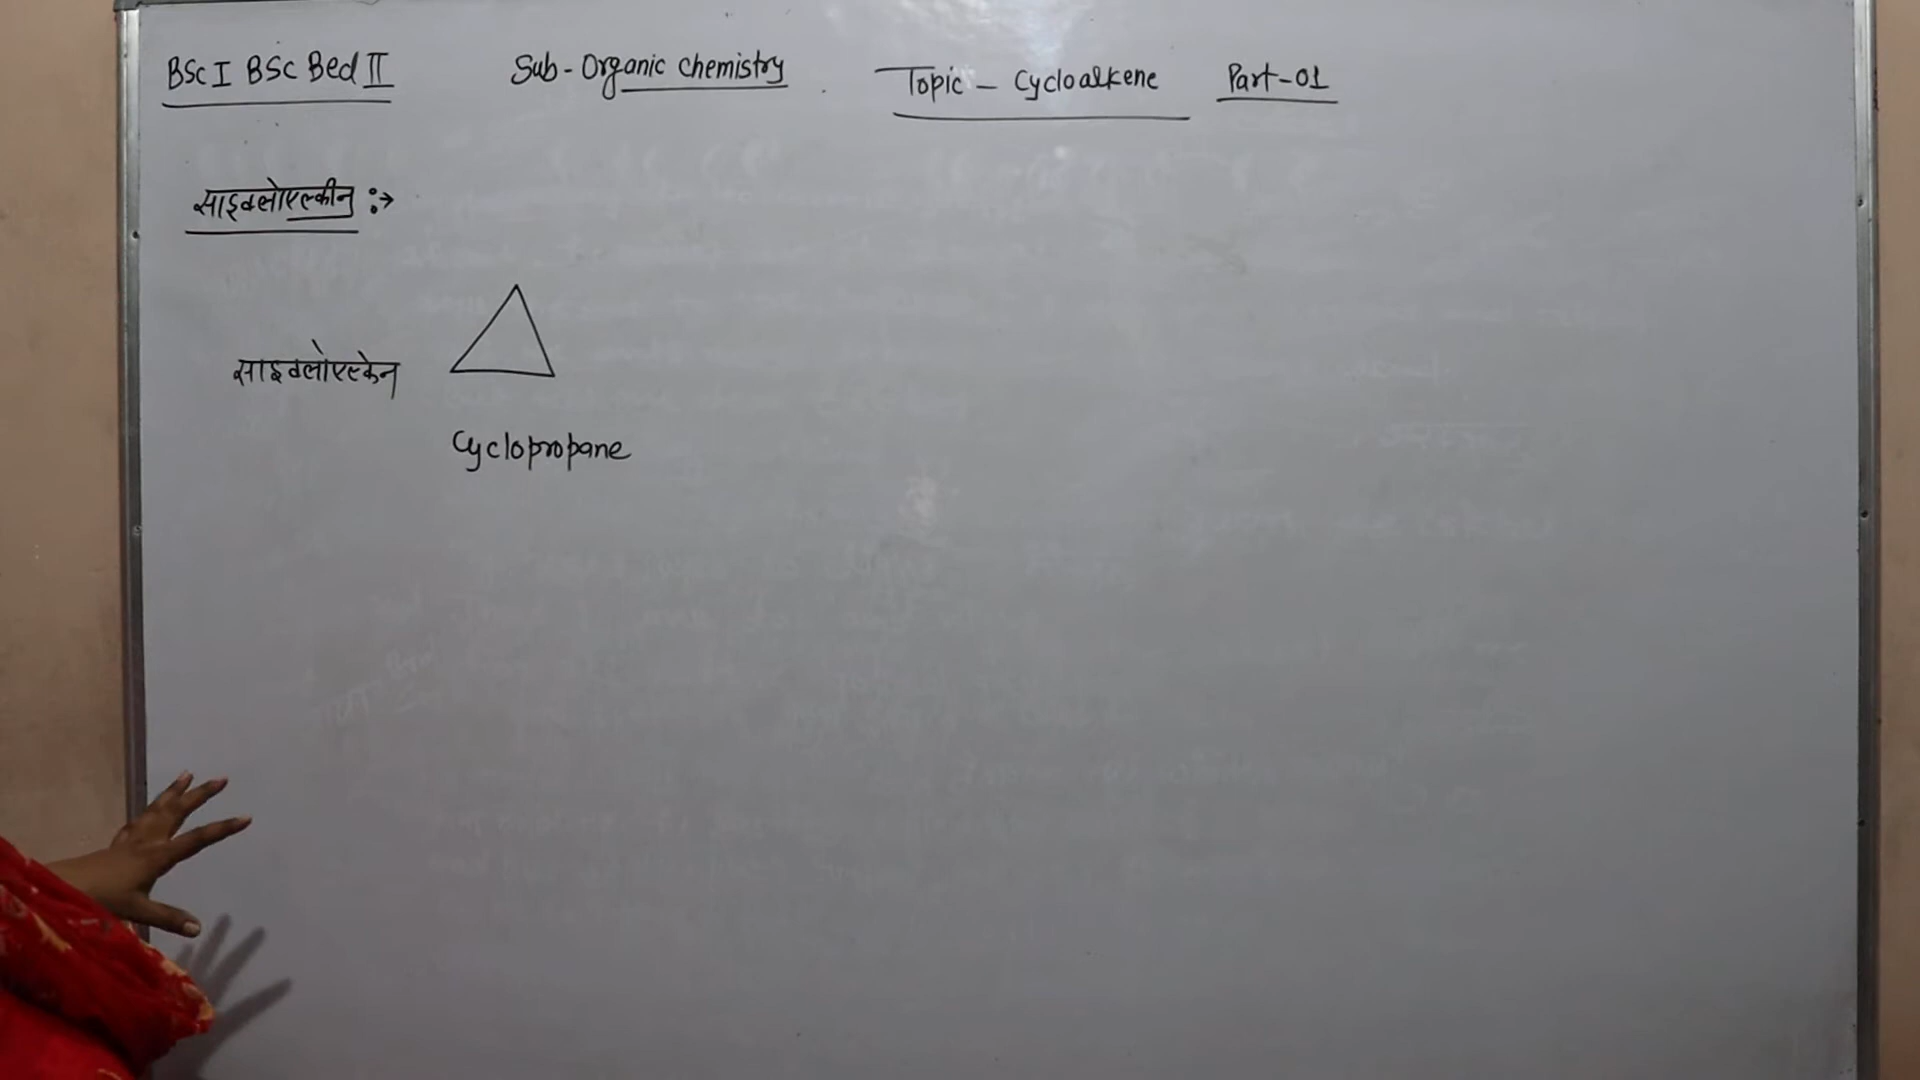 BSc I BSc Bed II Sub-Organic chemistry Topic – Cycloalkene Part-01
साइक्लोएल्कीन :→
साइक्लोएल्केन
Cyclopropane